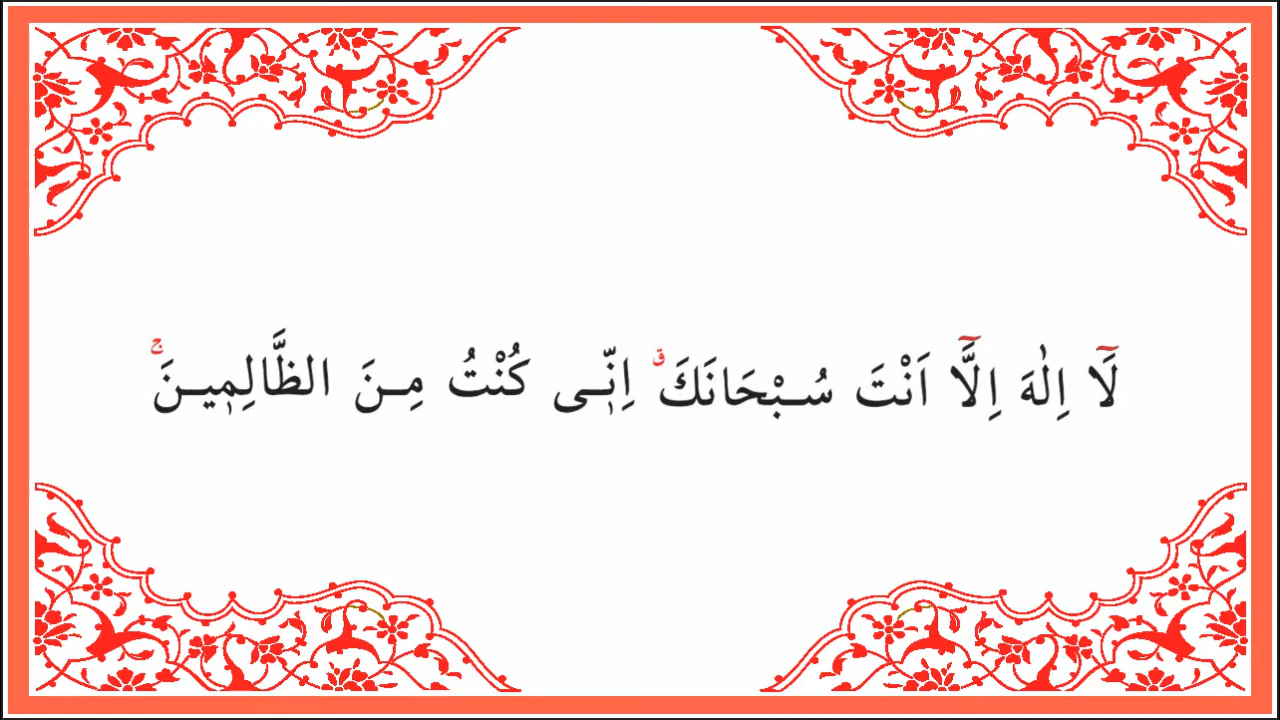 لَٓا اِلٰهَ اِلَّٓا اَنْتَ سُبْحَانَكَۗ اِنّٖى كُنْتُ مِنَ الظَّالِمٖينَۚ